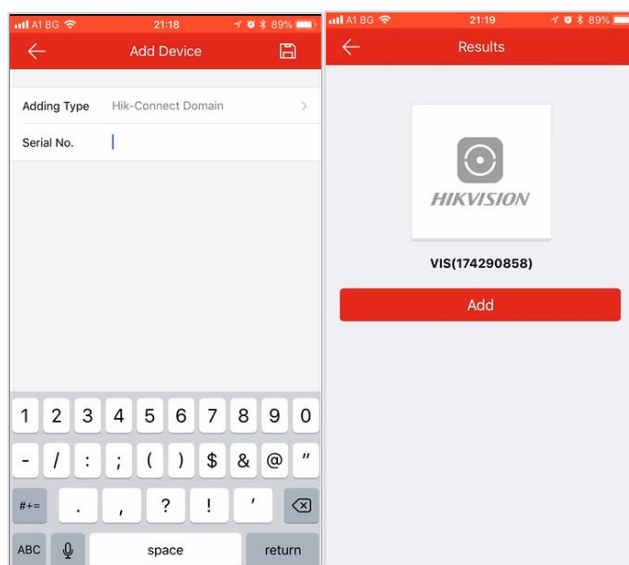 A1 BG 21:18 89%
Add Device
Adding Type Hik-Connect Domain
Serial No.
1 2 3 4 5 6 7 8 9 0
- / : ; ( ) $ & @ "
#+= . , ? ! '
ABC space return
A1 BG 21:19 89%
Results
HIKVISION
VIS(174290858)
Add